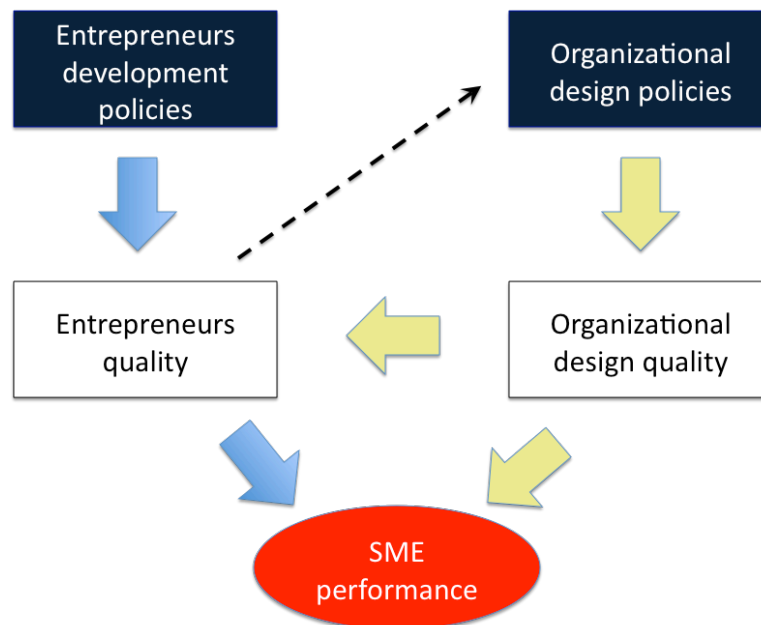 Entrepreneurs
development
policies
Organizational
design policies
Entrepreneurs
quality
Organizational
design quality
SME
performance